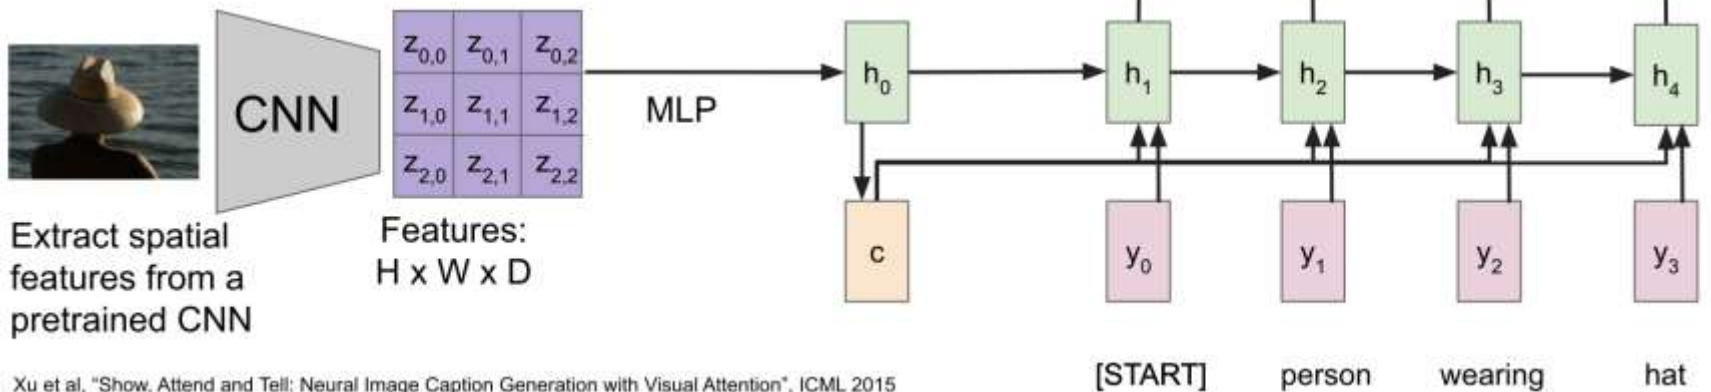 z0,0 z0,1 z0,2
z1,0 z1,1 z1,2
z2,0 z2,1 z2,2
CNN
MLP
h0 h1 h2 h3 h4
c y0 y1 y2 y3
Extract spatial
features from a
pretrained CNN
Features:
H x W x D
[START] person wearing hat
Xu et al, “Show, Attend and Tell: Neural Image Caption Generation with Visual Attention”, ICML 2015